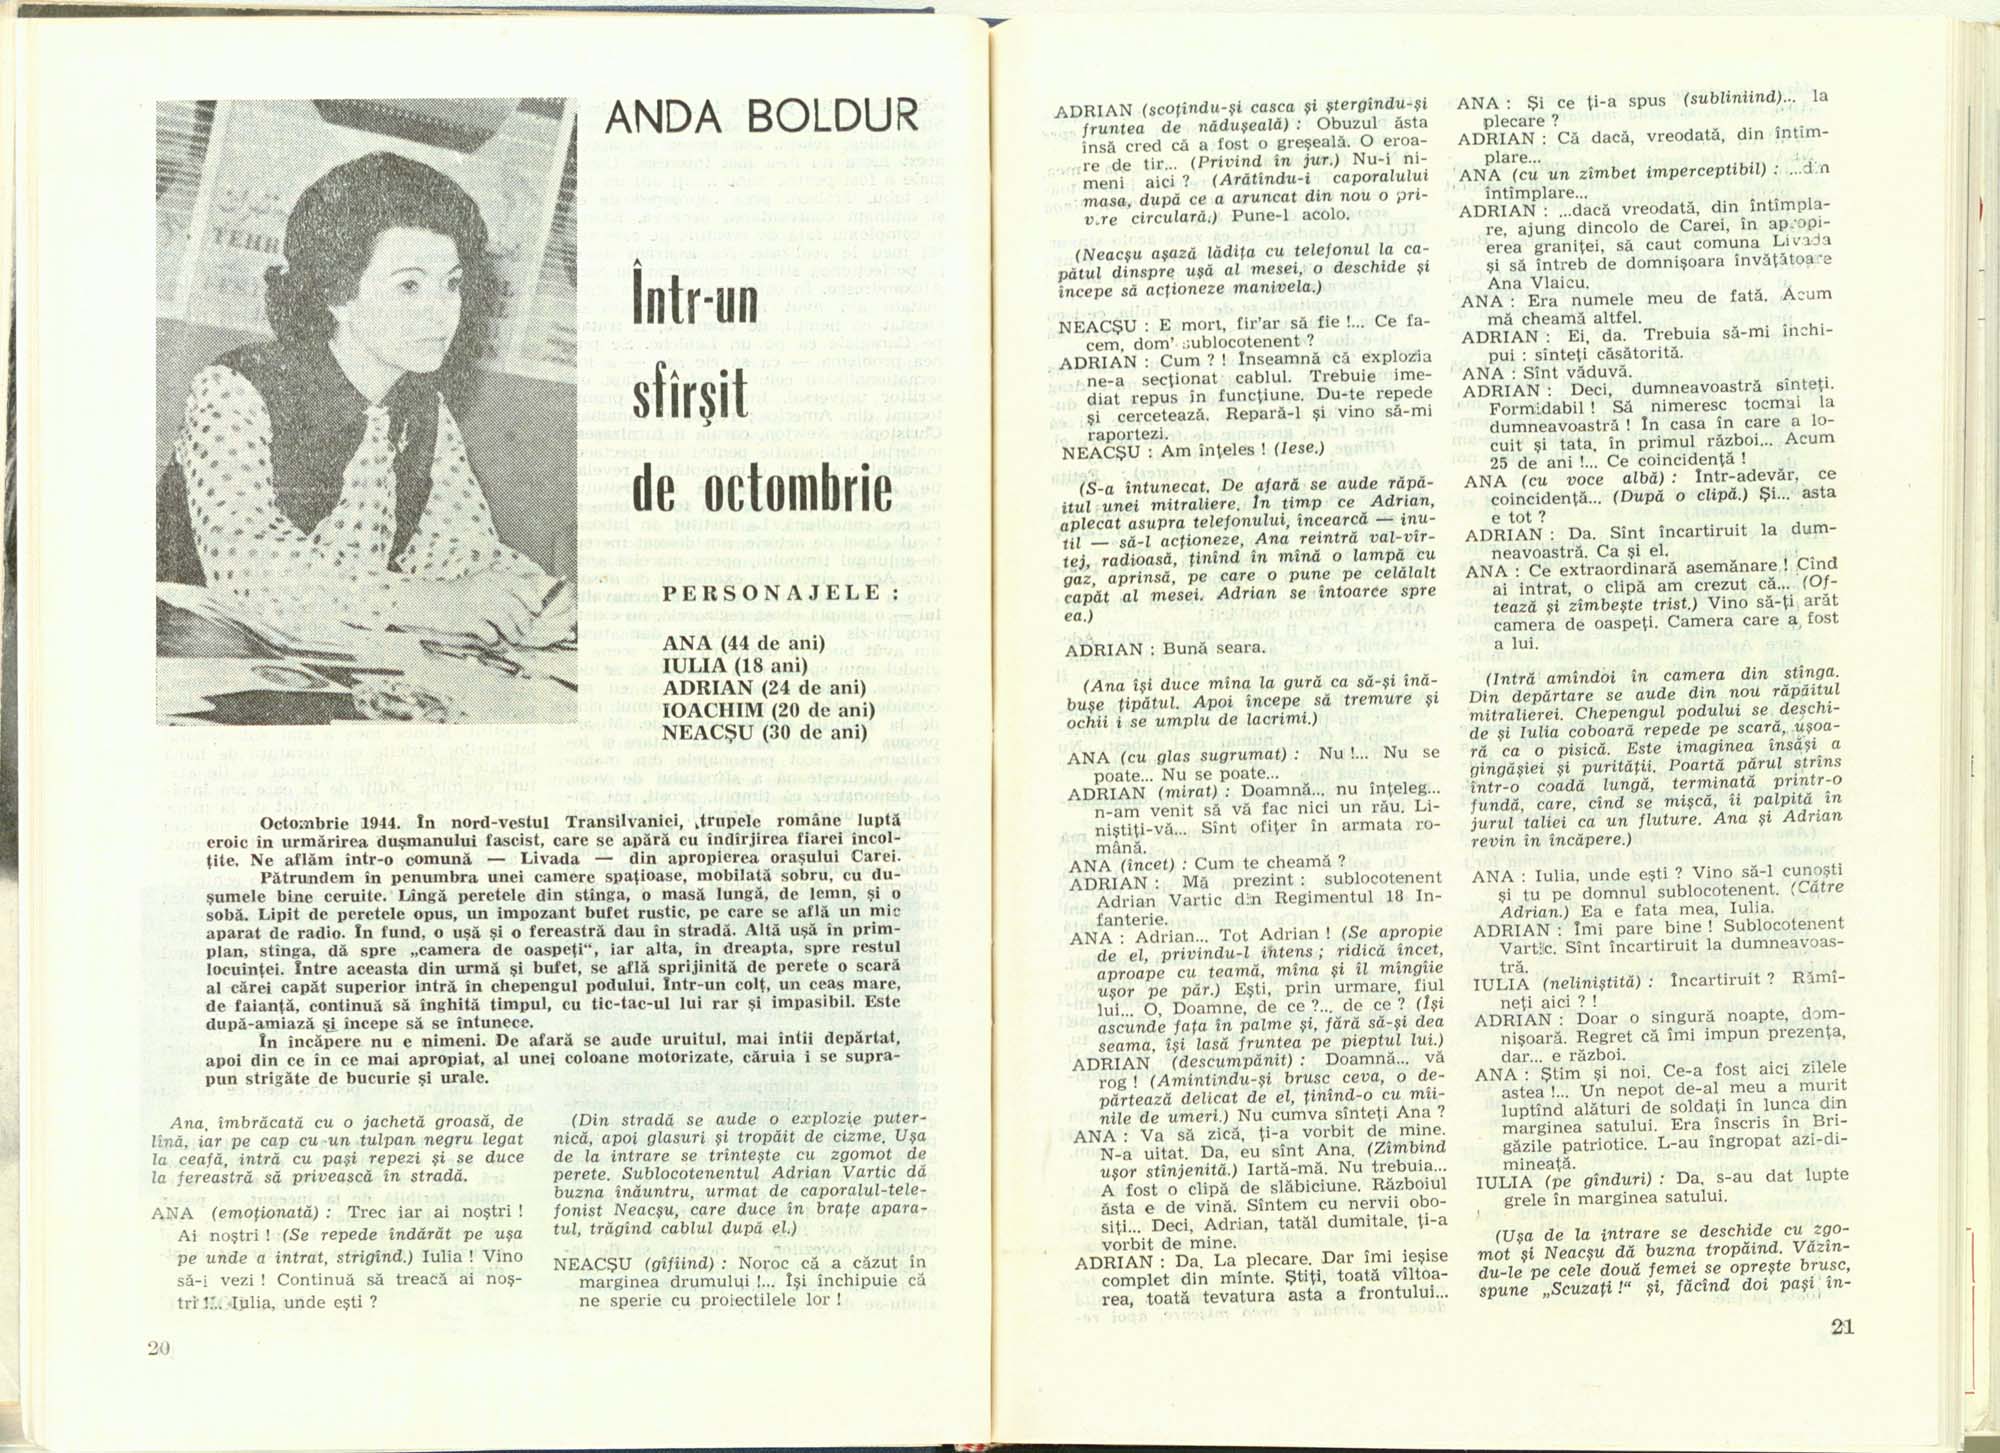 ANDA BOLDUR
Într-un
sfîrşit
de octombrie
PERSONAJELE :
ANA (44 de ani)
IULIA (18 ani)
ADRIAN (24 de ani)
IOACHIM (20 de ani)
NEACŞU (30 de ani)
Octombrie 1944. În nord-vestul Transilvaniei, trupele române luptă
eroic în urmărirea duşmanului fascist, care se apără cu îndîrjirea fiarei încol-
ţite. Ne aflăm într-o comună — Livada — din apropierea oraşului Carei.
Pătrundem în penumbra unei camere spaţioase, mobilată sobru, cu du-
şumele bine ceruite. Lîngă peretele din stînga, o masă lungă, de lemn, şi o
sobă. Lipit de peretele opus, un impozant bufet rustic, pe care se află un mic
aparat de radio. În fund, o uşă şi o fereastră dau în stradă. Altă uşă în prim-
plan, stînga, dă spre „camera de oaspeţi“, iar alta, în dreapta, spre restul
locuinţei. Între aceasta din urmă şi bufet, se află sprijinită de perete o scară
al cărei capăt superior intră în chepengul podului. Într-un colţ, un ceas mare,
de faianţă, continuă să înghită timpul, cu tic-tac-ul lui rar şi impasibil. Este
după-amiază şi începe să se întunece.
În încăpere nu e nimeni. De afară se aude uruitul, mai întîi depărtat,
apoi din ce în ce mai apropiat, al unei coloane motorizate, căruia i se supra-
pun strigăte de bucurie şi urale.
Ana, îmbrăcată cu o jachetă groasă, de
lînă, iar pe cap cu un tulpan negru legat
la ceafă, intră cu paşi repezi şi se duce
la fereastră să privească în stradă.
ANA (emoţionată) : Trec iar ai noştri !
Ai noştri ! (Se repede îndărăt pe uşa
pe unde a intrat, strigînd.) Iulia ! Vino
să-i vezi ! Continuă să treacă ai noş-
tri !... Iulia, unde eşti ?
(Din stradă se aude o explozie puter-
nică, apoi glasuri şi tropăit de cizme. Uşa
de la intrare se trînteşte cu zgomot de
perete. Sublocotenentul Adrian Vartic dă
buzna înăuntru, urmat de caporalul-tele-
fonist Neacşu, care duce în braţe apara-
tul, trăgînd cablul după el.)
NEACŞU (gîfîind) : Noroc că a căzut în
marginea drumului !... Îşi închipuie că
ne sperie cu proiectilele lor !
20
ADRIAN (scoţîndu-şi casca şi ştergîndu-şi
fruntea de năduşeală) : Obuzul ăsta
însă cred că a fost o greşeală. O eroa-
re de tir... (Privind în jur.) Nu-i ni-
meni aici ? (Arătîndu-i caporalului
masa, după ce a aruncat din nou o pri-
vire circulară.) Pune-l acolo.
(Neacşu aşază lădiţa cu telefonul la ca-
pătul dinspre uşă al mesei, o deschide şi
începe să acţioneze manivela.)
NEACŞU : E mort, fir'ar să fie !... Ce fa-
cem, dom' sublocotenent ?
ADRIAN : Cum ? ! Înseamnă că explozia
ne-a secţionat cablul. Trebuie ime-
diat repus în funcţiune. Du-te repede
şi cercetează. Repară-l şi vino să-mi
raportezi.
NEACŞU : Am înţeles ! (Iese.)
(S-a întunecat. De afară se aude răpă-
itul unei mitraliere. În timp ce Adrian,
aplecat asupra telefonului, încearcă — inu-
til — să-l acţioneze, Ana reintră val-vîr-
tej, radioasă, ţinînd în mînă o lampă cu
gaz, aprinsă, pe care o pune pe celălalt
capăt al mesei. Adrian se întoarce spre
ea.)
ADRIAN : Bună seara.
(Ana îşi duce mîna la gură ca să-şi înă-
buşe ţipătul. Apoi începe să tremure şi
ochii i se umplu de lacrimi.)
ANA (cu glas sugrumat) : Nu !... Nu se
poate... Nu se poate...
ADRIAN (mirat) : Doamnă... nu înţeleg...
n-am venit să vă fac nici un rău. Li-
niştiţi-vă... Sînt ofiţer în armata ro-
mână.
ANA (încet) : Cum te cheamă ?
ADRIAN : Mă prezint : sublocotenent
Adrian Vartic din Regimentul 18 In-
fanterie.
ANA : Adrian... Tot Adrian ! (Se apropie
de el, privindu-l intens ; ridică încet,
aproape cu teamă, mîna şi îl mîngîie
uşor pe păr.) Eşti, prin urmare, fiul
lui... O, Doamne, de ce ?... de ce ? (Îşi
ascunde faţa în palme şi, fără să-şi dea
seama, îşi lasă fruntea pe pieptul lui.)
ADRIAN (descumpănit) : Doamnă... vă
rog ! (Amintindu-şi brusc ceva, o de-
părtează delicat de el, ţinînd-o cu mîi-
nile de umeri.) Nu cumva sînteţi Ana ?
ANA : Va să zică, ţi-a vorbit de mine.
N-a uitat. Da, eu sînt Ana. (Zîmbind
uşor stînjenită.) Iartă-mă. Nu trebuia...
A fost o clipă de slăbiciune. Războiul
ăsta e de vină. Sîntem cu nervii obo-
siţi... Deci, Adrian, tatăl dumitale, ţi-a
vorbit de mine.
ADRIAN : Da. La plecare. Dar îmi ieşise
complet din minte. Ştiţi, toată vîltoa-
rea, toată tevatura asta a frontului...
ANA : Şi ce ţi-a spus (subliniind)... la
plecare ?
ADRIAN : Că dacă, vreodată, din întîm-
plare...
ANA (cu un zîmbet imperceptibil) : ...din
întîmplare...
ADRIAN : ...dacă vreodată, din întîmpla-
re, ajung dincolo de Carei, în apropi-
erea graniţei, să caut comuna Livada
şi să întreb de domnişoara învăţătoare
Ana Vlaicu.
ANA : Era numele meu de fată. Acum
mă cheamă altfel.
ADRIAN : Ei, da. Trebuia să-mi închi-
pui : sînteţi căsătorită.
ANA : Sînt văduvă.
ADRIAN : Deci, dumneavoastră sînteţi.
Formidabil ! Să nimeresc tocmai la
dumneavoastră ! În casa în care a lo-
cuit şi tata, în primul război... Acum
25 de ani !... Ce coincidenţă !
ANA (cu voce albă) : Într-adevăr, ce
coincidenţă... (După o clipă.) Şi... asta
e tot ?
ADRIAN : Da. Sînt încartiruit la dum-
neavoastră. Ca şi el.
ANA : Ce extraordinară asemănare ! Cînd
ai intrat, o clipă am crezut că... (Of-
tează şi zîmbeşte trist.) Vino să-ţi arăt
camera de oaspeţi. Camera care a fost
a lui.
(Intră amîndoi în camera din stînga.
Din depărtare se aude din nou răpăitul
mitralierei. Chepengul podului se deschi-
de şi Iulia coboară repede pe scară, uşoa-
ră ca o pisică. Este imaginea însăşi a
gingăşiei şi purităţii. Poartă părul strîns
într-o coadă lungă, terminată printr-o
fundă, care, cînd se mişcă, îi palpită în
jurul taliei ca un fluture. Ana şi Adrian
revin în încăpere.)
ANA : Iulia, unde eşti ? Vino să-l cunoşti
şi tu pe domnul sublocotenent. (Către
Adrian.) Ea e fata mea, Iulia.
ADRIAN : Îmi pare bine ! Sublocotenent
Vartic. Sînt încartiruit la dumneavoas-
tră.
IULIA (neliniştită) : Încartiruit ? Rămî-
neţi aici ? !
ADRIAN : Doar o singură noapte, dom-
nişoară. Regret că îmi impun prezenţa,
dar... e război.
ANA : Ştim şi noi. Ce-a fost aici zilele
astea !... Un nepot de-al meu a murit
luptînd alături de soldaţi în lunca din
marginea satului. Era înscris în Bri-
găzile patriotice. L-au îngropat azi-di-
mineaţă.
IULIA (pe gînduri) : Da, s-au dat lupte
grele în marginea satului.
(Uşa de la intrare se deschide cu zgo-
mot şi Neacşu dă buzna tropăind. Văzîn-
du-le pe cele două femei se opreşte brusc,
spune „Scuzaţi !“ şi, făcînd doi paşi în-
21